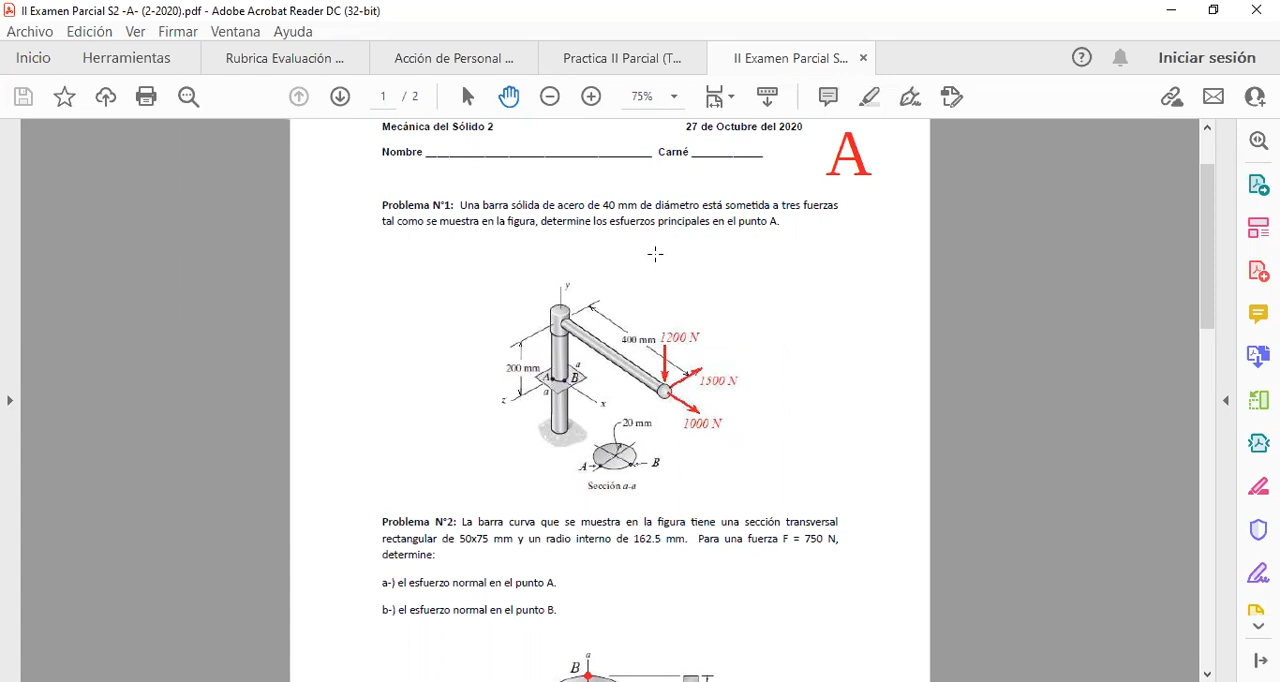 II Examen Parcial S2 -A- (2-2020).pdf - Adobe Acrobat Reader DC (32-bit)
Archivo Edición Ver Firmar Ventana Ayuda
Inicio Herramientas Rubrica Evaluación ... Acción de Personal ... Practica II Parcial (T... II Examen Parcial S... × Iniciar sesión
1 / 2 75%
Mecánica del Sólido 2 27 de Octubre del 2020
Nombre ___________________________________ Carné ____________
A
Problema N°1: Una barra sólida de acero de 40 mm de diámetro está sometida a tres fuerzas
tal como se muestra en la figura, determine los esfuerzos principales en el punto A.
y
400 mm 1200 N
200 mm
a
A B
1500 N
a
z x
1000 N
20 mm
A B
Sección a-a
Problema N°2: La barra curva que se muestra en la figura tiene una sección transversal
rectangular de 50x75 mm y un radio interno de 162.5 mm. Para una fuerza F = 750 N,
determine:
a-) el esfuerzo normal en el punto A.
b-) el esfuerzo normal en el punto B.
a
B